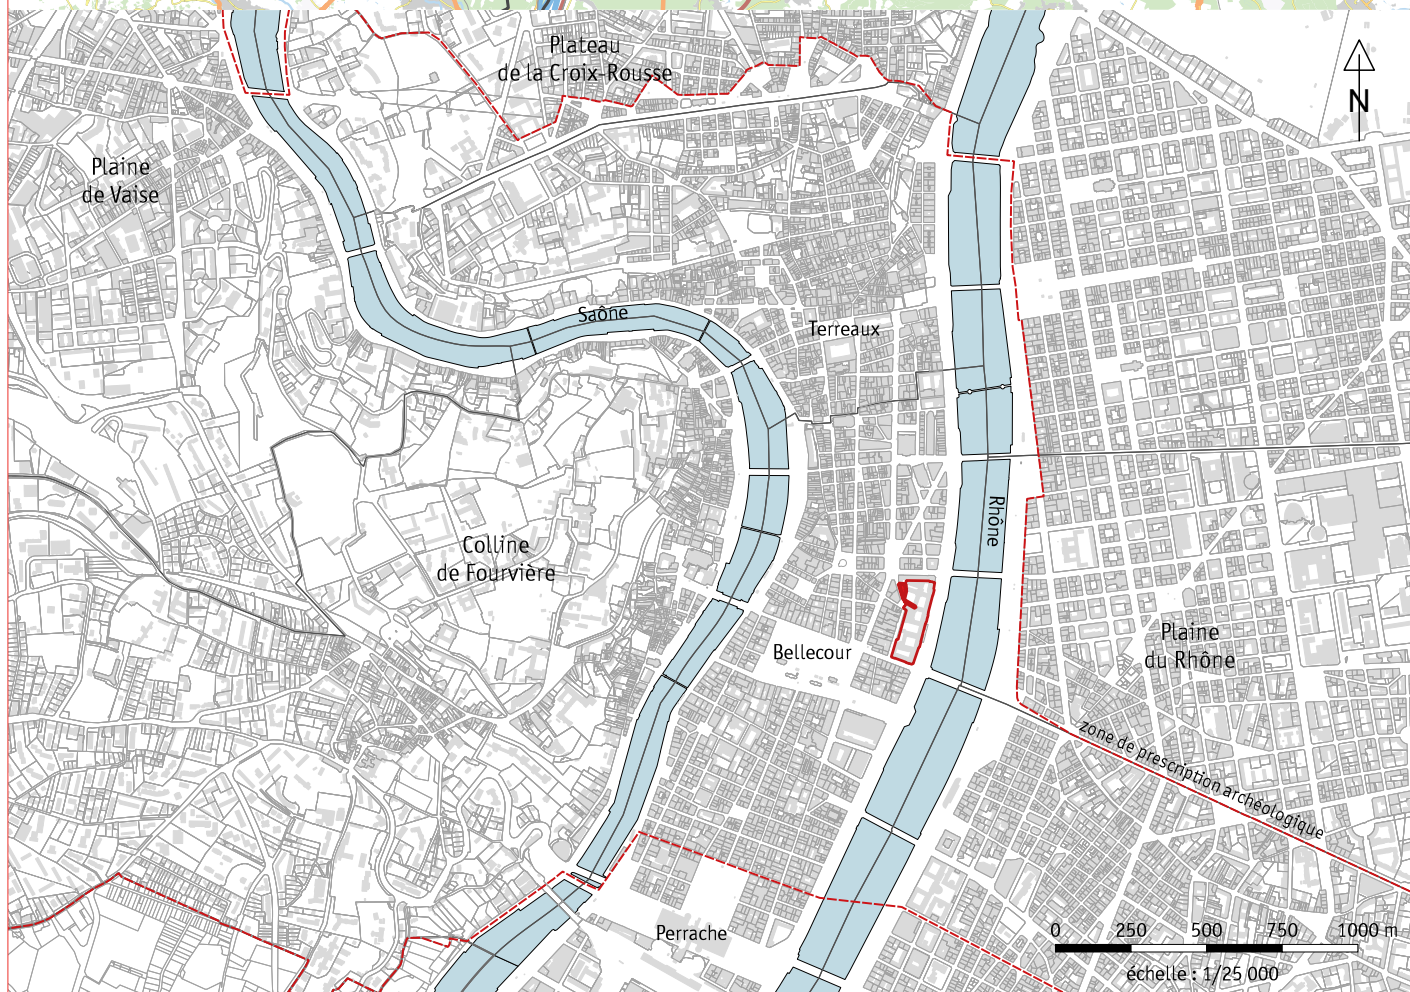 Plateau
de la Croix-Rousse
N
Plaine
de Vaise
Saône
Terreaux
Rhône
Colline
de Fourvière
Bellecour
Plaine
du Rhône
zone de prescription archéologique
Perrache
0 250 500 750 1000 m
échelle : 1/25 000